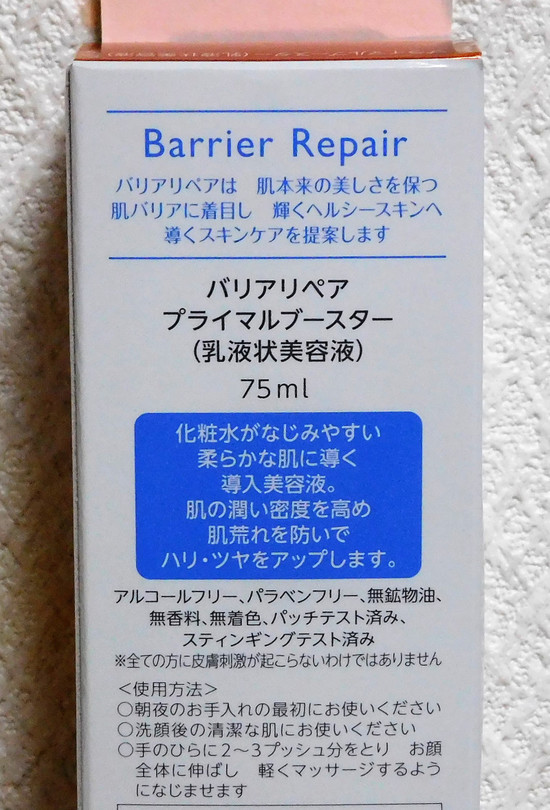 Barrier Repair
バリアリペアは 肌本来の美しさを保つ
肌バリアに着目し 輝くヘルシースキンへ
導くスキンケアを提案します
バリアリペア
プライマルブースター
(乳液状美容液)
75ml
化粧水がなじみやすい
柔らかな肌に導く
導入美容液。
肌の潤い密度を高め
肌荒れを防いで
ハリ・ツヤをアップします。
アルコールフリー、パラベンフリー、無鉱物油、
無香料、無着色、パッチテスト済み、
スティンギングテスト済み
※全ての方に皮膚刺激が起こらないわけではありません
<使用方法>
○朝夜のお手入れの最初にお使いください
○洗顔後の清潔な肌にお使いください
○手のひらに2〜3プッシュ分をとり お顔
全体に伸ばし 軽くマッサージするよう
になじませます